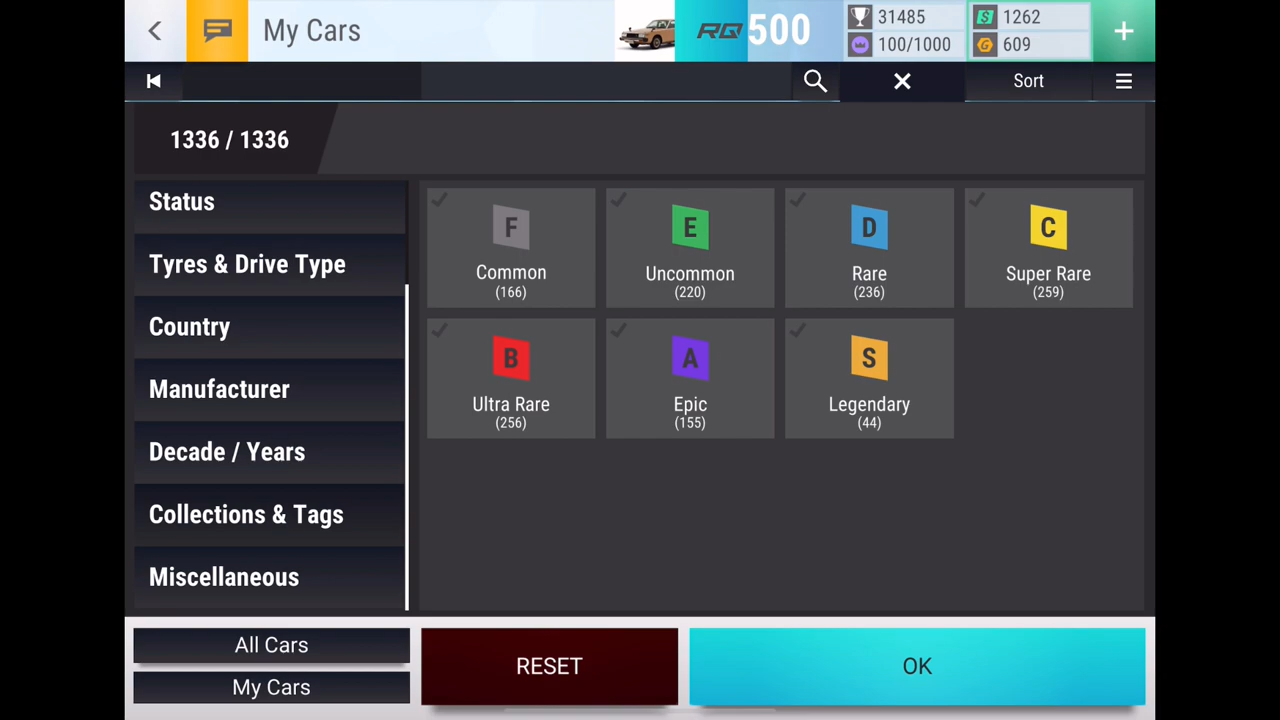 My Cars
RQ 500
31485
100/1000
S 1262
G 609
+
Sort
1336 / 1336
Status
Tyres & Drive Type
Country
Manufacturer
Decade / Years
Collections & Tags
Miscellaneous
F
Common
(166)
E
Uncommon
(220)
D
Rare
(236)
C
Super Rare
(259)
B
Ultra Rare
(256)
A
Epic
(155)
S
Legendary
(44)
All Cars
My Cars
RESET
OK